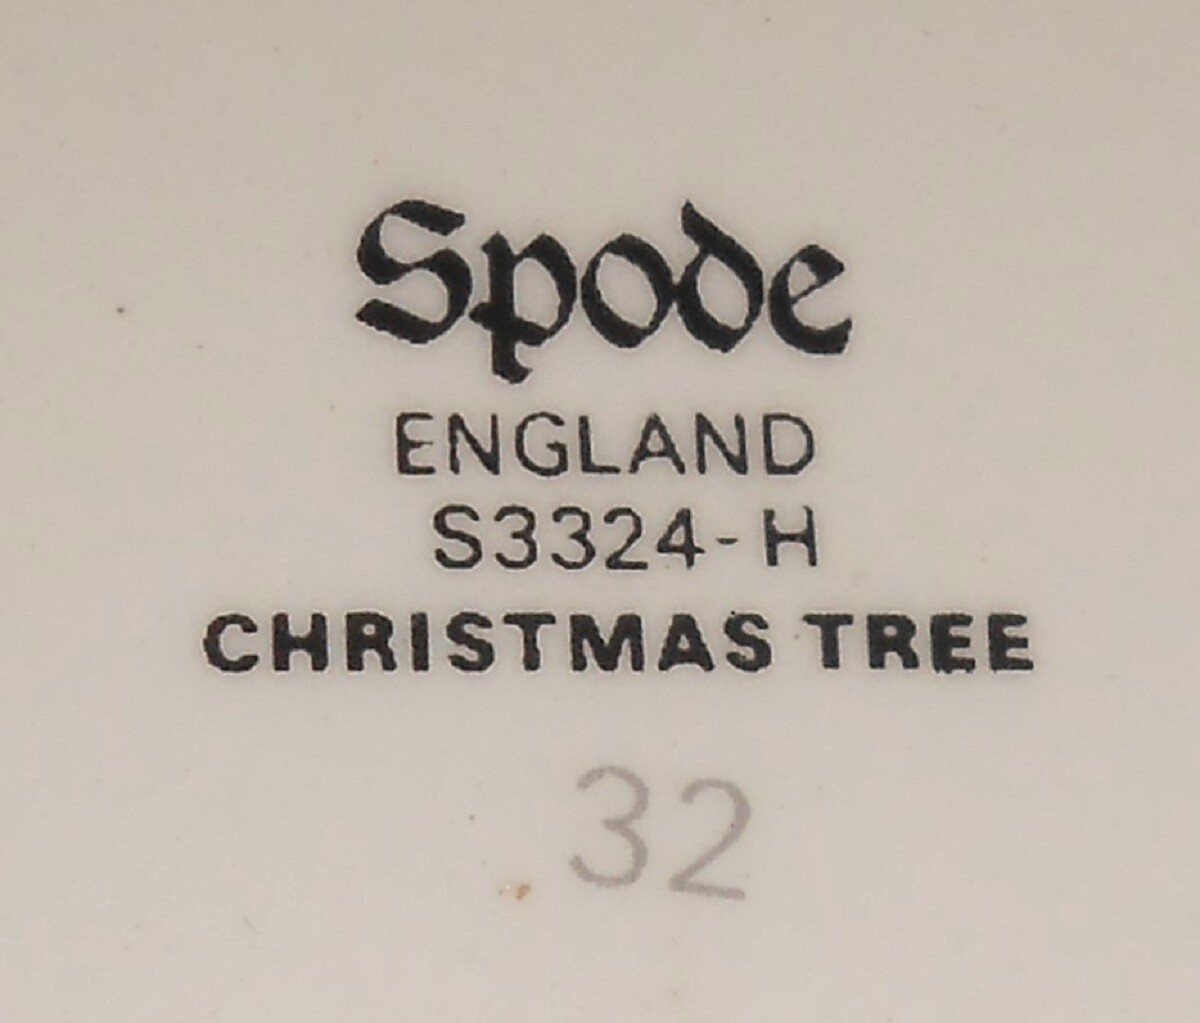 Spode
ENGLAND
S3324-H
CHRISTMAS TREE
32